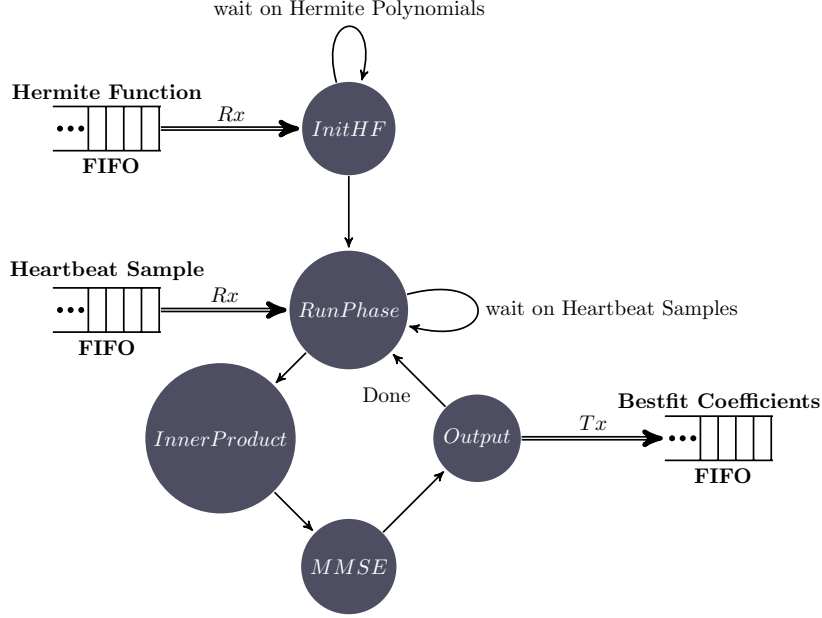 wait on Hermite Polynomials
Hermite Function
Rx
InitHF
FIFO
Heartbeat Sample
Rx
RunPhase
wait on Heartbeat Samples
FIFO
Done
Bestfit Coefficients
InnerProduct
Output
Tx
FIFO
MMSE